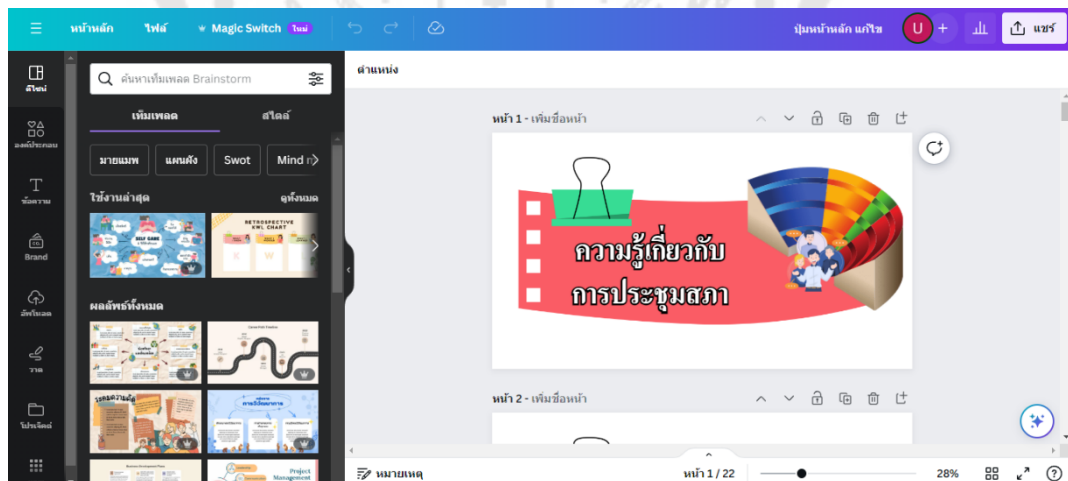 หน้าหลัก ไฟล์ Magic Switch ใหม่ ปุ่มหน้าหลัก แก้ไข U + แชร์
ดีไซน์
องค์ประกอบ
ข้อความ
Brand
อัพโหลด
วาด
โปรเจ็คต์
ค้นหาเท็มเพลต Brainstorm
เท็มเพลต สไตล์
มายแมพ แผนผัง Swot Mind
ใช้งานล่าสุด ดูทั้งหมด
SELF CARE
RETROSPECTIVE
KWL CHART
K W
ผลลัพธ์ทั้งหมด
Project
Management
ตำแหน่ง
หน้า 1 - เพิ่มชื่อหน้า
ความรู้เกี่ยวกับ
การประชุมสภา
หน้า 2 - เพิ่มชื่อหน้า
หมายเหตุ หน้า 1 / 22 28%